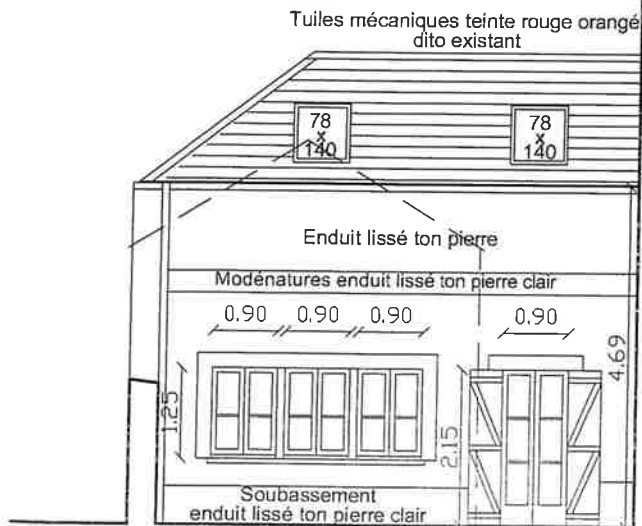 Tuiles mécaniques teinte rouge orangé
dito existant
78
x
140
78
x
140
Enduit lissé ton pierre
Modénatures enduit lissé ton pierre clair
0.90 0.90 0.90
0.90
1.25
2.15
4.69
Soubassement
enduit lissé ton pierre clair